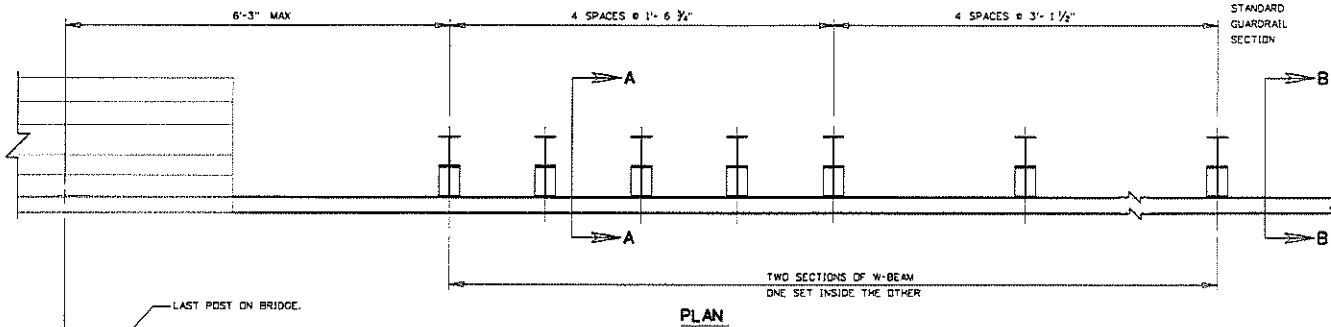 6'-3" MAX
4 SPACES @ 1'- 6 3/4"
4 SPACES @ 3'- 1 1/2"
STANDARD
GUARDRAIL
SECTION
A
B
A
B
TWO SECTIONS OF W-BEAM
ONE SET INSIDE THE OTHER
LAST POST ON BRIDGE.
PLAN